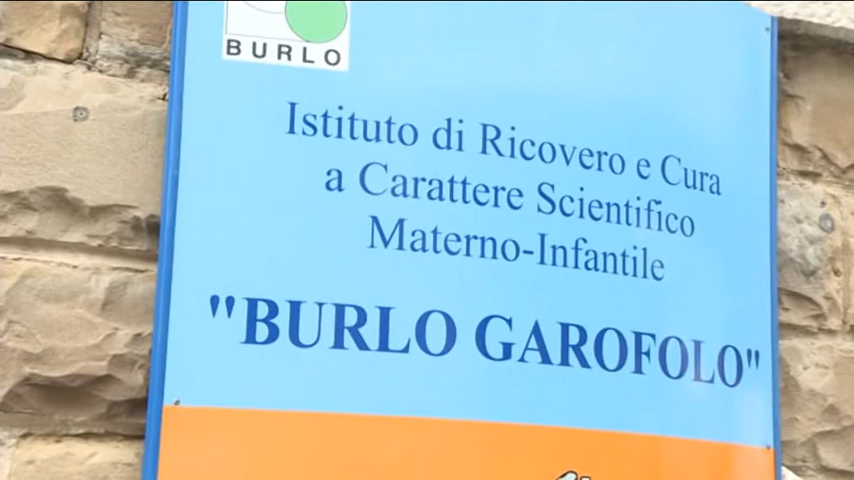 BURLO
Istituto di Ricovero e Cura
a Carattere Scientifico
Materno-Infantile
"BURLO GAROFOLO"